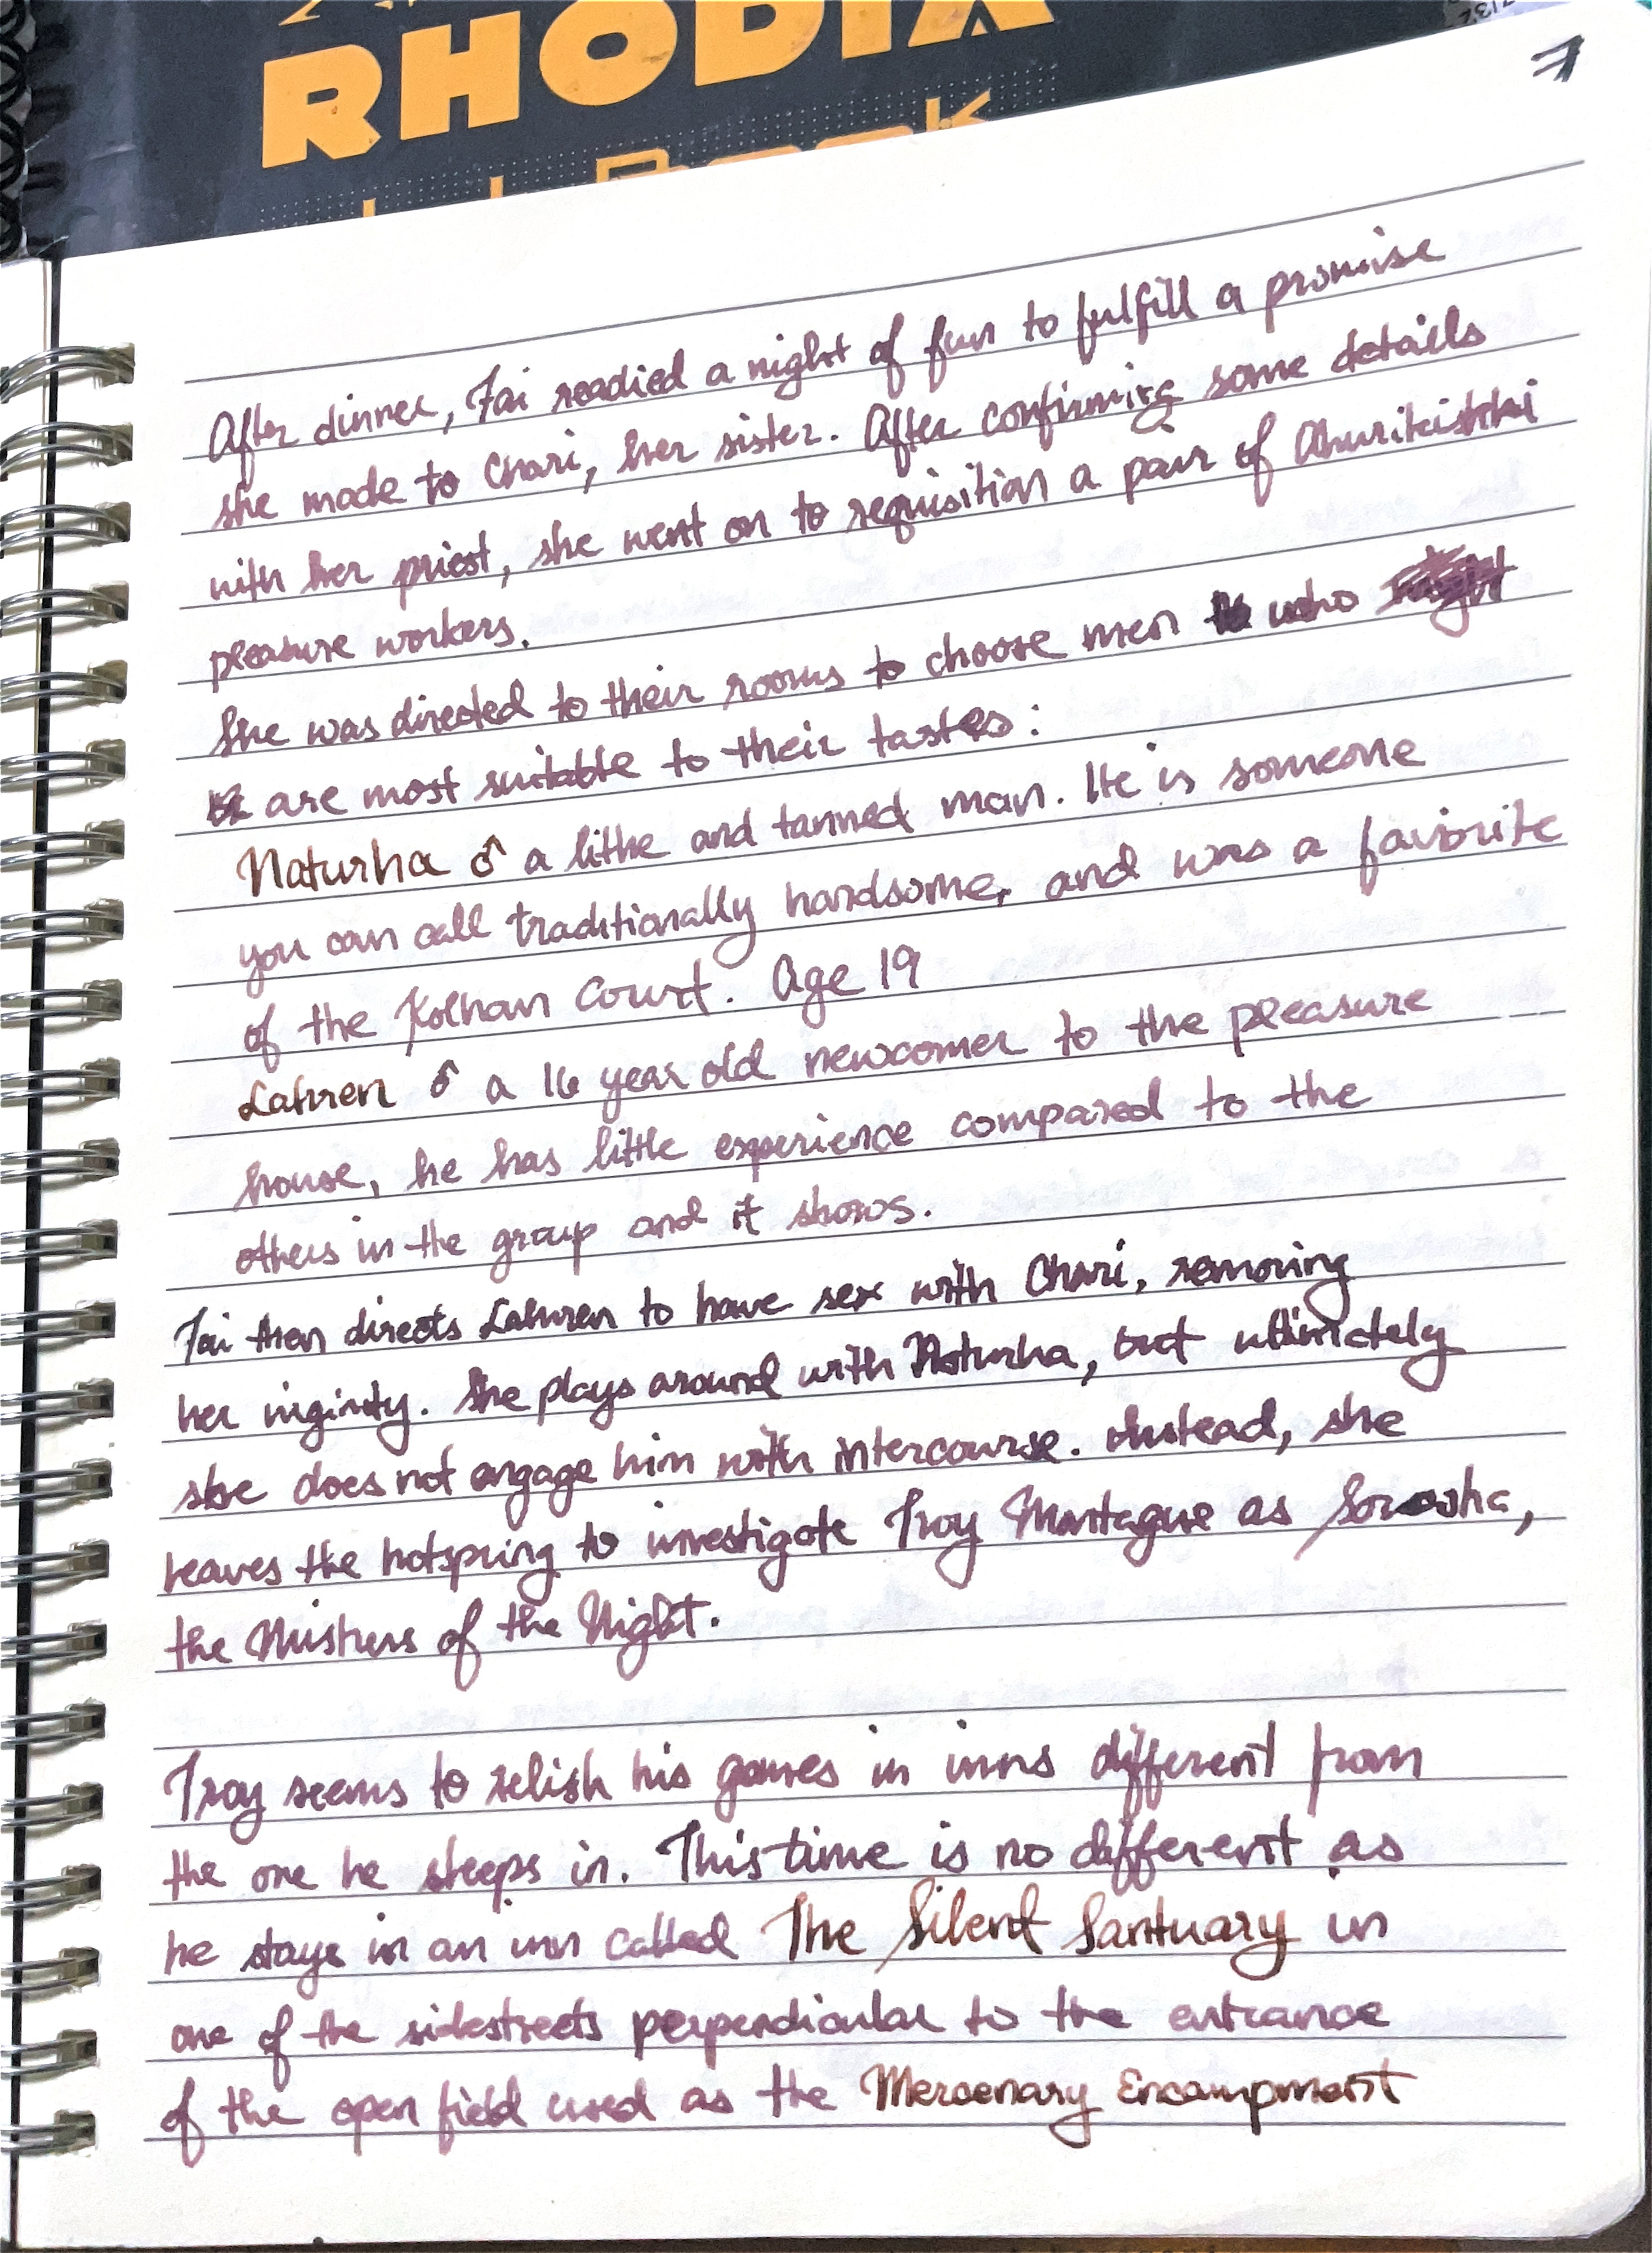 RHODIA
7
After dinner, Fai readied a night of fun to fulfill a promise
she made to Chari, her sister. After confirming some details
with her priest, she went on to requisition a pair of
pleasure workers.
She was directed to their rooms to choose men who
are most suitable to their tastes:
Naturha ♂ a lithe and tanned man. He is someone
you can call traditionally handsome, and was a favorite
of the Kolhan Court. Age 19
Lahren ♂ a 16 year old newcomer to the pleasure
house, he has little experience compared to the
others in the group and it shows.
Fai then directs Lahren to have sex with Chari, removing
her virginity. She plays around with Naturha, but ultimately
she does not engage him with intercourse. Instead, she
leaves the hotspring to investigate Troy Montague as
the Mistress of the Night.
Troy seems to relish his games in inns different from
the one he sleeps in. This time is no different as
he stays in an inn called The Silent Santuary in
one of the sidestreets perpendicular to the entrance
of the open field used as the Mercenary Encampment